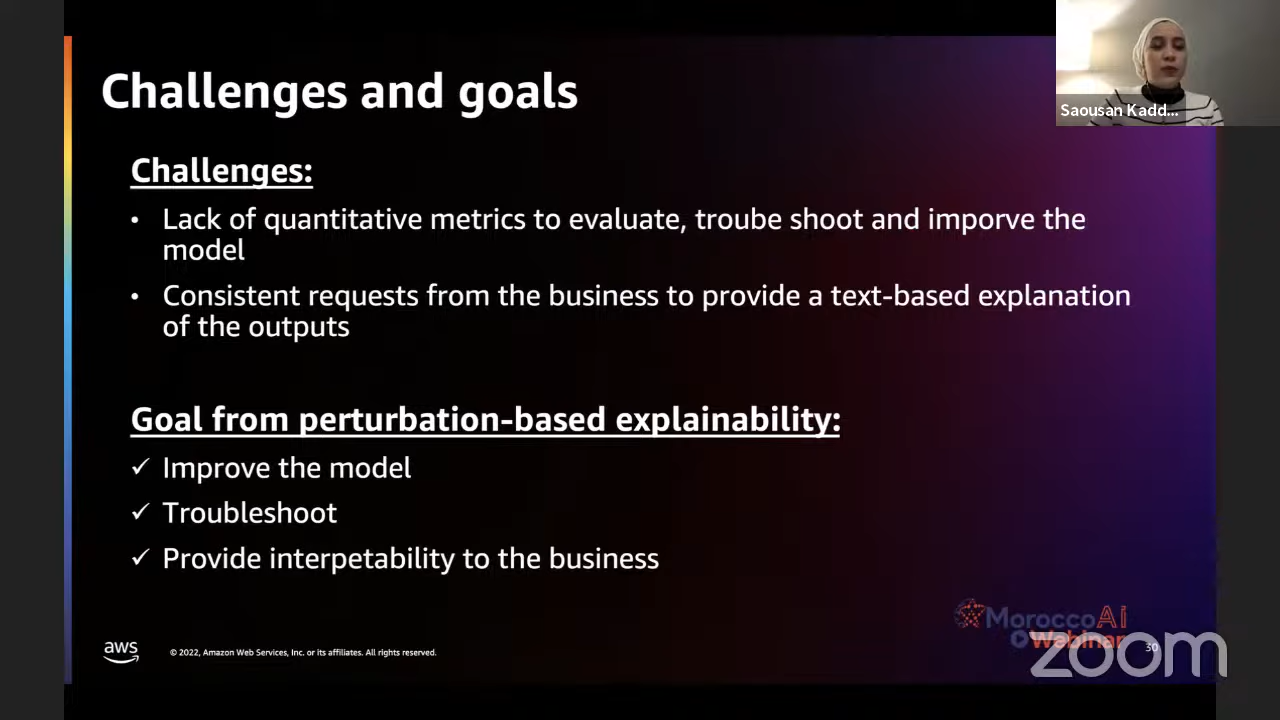 Challenges and goals
Saousan Kadd...
Challenges:
• Lack of quantitative metrics to evaluate, troube shoot and imporve the
model
• Consistent requests from the business to provide a text-based explanation
of the outputs
Goal from perturbation-based explainability:
✓ Improve the model
✓ Troubleshoot
✓ Provide interpetability to the business
MoroccoAi
Webinar
30
zoom
aws
© 2022, Amazon Web Services, Inc. or its affiliates. All rights reserved.